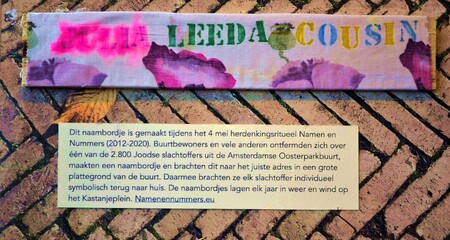 JULIA LEEDA COUSIN
Dit naambordje is gemaakt tijdens het 4 mei herdenkingsritueel Namen en
Nummers (2012-2020). Buurtbewoners en vele anderen ontfermden zich over
één van de 2.800 Joodse slachtoffers uit de Amsterdamse Oosterparkbuurt,
maakten een naambordje en brachten dit naar het juiste adres in een grote
plattegrond van de buurt. Daarmee brachten ze elk slachtoffer individueel
symbolisch terug naar huis. De naambordjes lagen elk jaar in weer en wind op
het Kastanjeplein. Namenennummers.eu